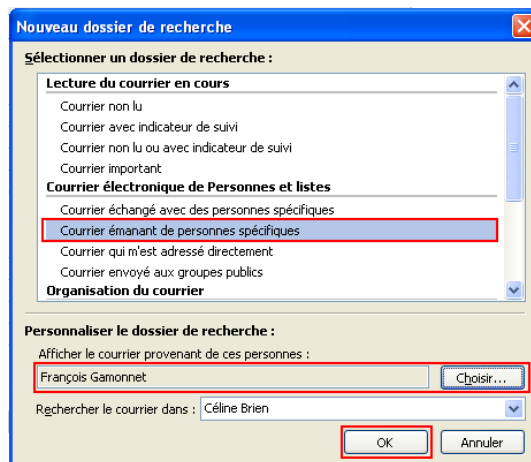 Nouveau dossier de recherche
Sélectionner un dossier de recherche :
Lecture du courrier en cours
Courrier non lu
Courrier avec indicateur de suivi
Courrier non lu ou avec indicateur de suivi
Courrier important
Courrier électronique de Personnes et listes
Courrier échangé avec des personnes spécifiques
Courrier émanant de personnes spécifiques
Courrier qui m'est adressé directement
Courrier envoyé aux groupes publics
Organisation du courrier
Personnaliser le dossier de recherche :
Afficher le courrier provenant de ces personnes :
François Gamonnet Choisir...
Rechercher le courrier dans : Céline Brien
OK Annuler